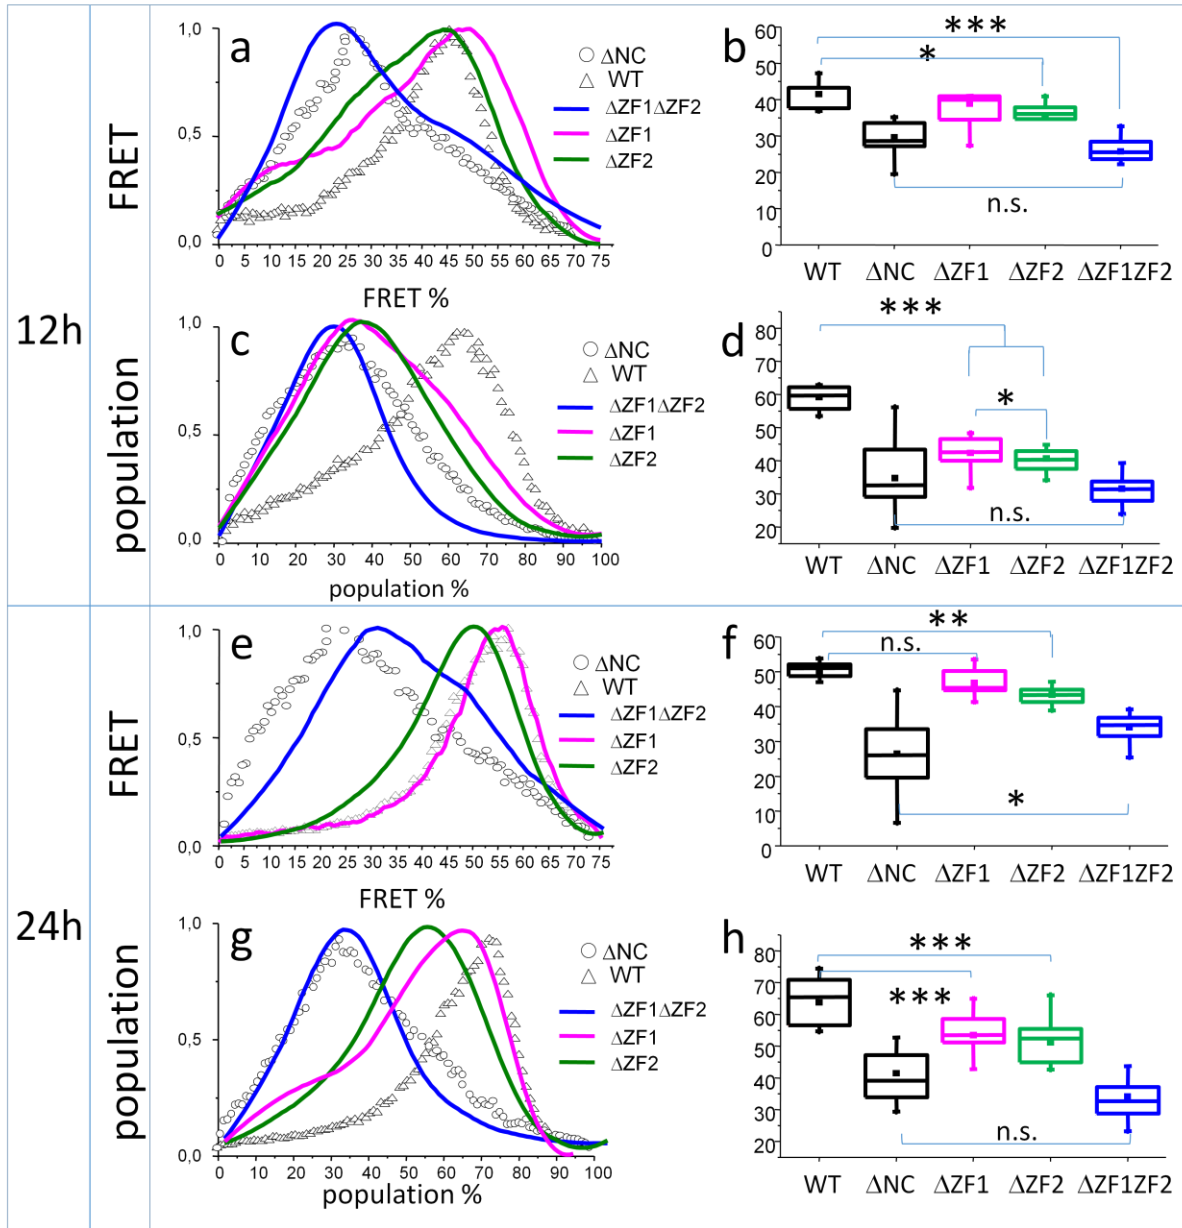 12h
FRET
a
1,0
0,5
0,0
0 5 10 15 20 25 30 35 40 45 50 55 60 65 70 75
FRET %
○ ΔNC
△ WT
ΔZF1ΔZF2
ΔZF1
ΔZF2
b
60
50
40
30
20
10
0
***
*
n.s.
WT ΔNC ΔZF1 ΔZF2 ΔZF1ZF2
population
c
1,0
0,5
0,0
0 10 20 30 40 50 60 70 80 90 100
population %
○ ΔNC
△ WT
ΔZF1ΔZF2
ΔZF1
ΔZF2
d
80
70
60
50
40
30
20
***
*
n.s.
WT ΔNC ΔZF1 ΔZF2 ΔZF1ZF2
24h
FRET
e
1,0
0,5
0,0
0 5 10 15 20 25 30 35 40 45 50 55 60 65 70 75
FRET %
○ ΔNC
△ WT
ΔZF1ΔZF2
ΔZF1
ΔZF2
f
60
50
40
30
20
10
0
**
n.s.
*
WT ΔNC ΔZF1 ΔZF2 ΔZF1ZF2
population
g
1,0
0,5
0,0
0 10 20 30 40 50 60 70 80 90 100
population %
○ ΔNC
△ WT
ΔZF1ΔZF2
ΔZF1
ΔZF2
h
80
70
60
50
40
30
20
***
***
n.s.
WT ΔNC ΔZF1 ΔZF2 ΔZF1ZF2